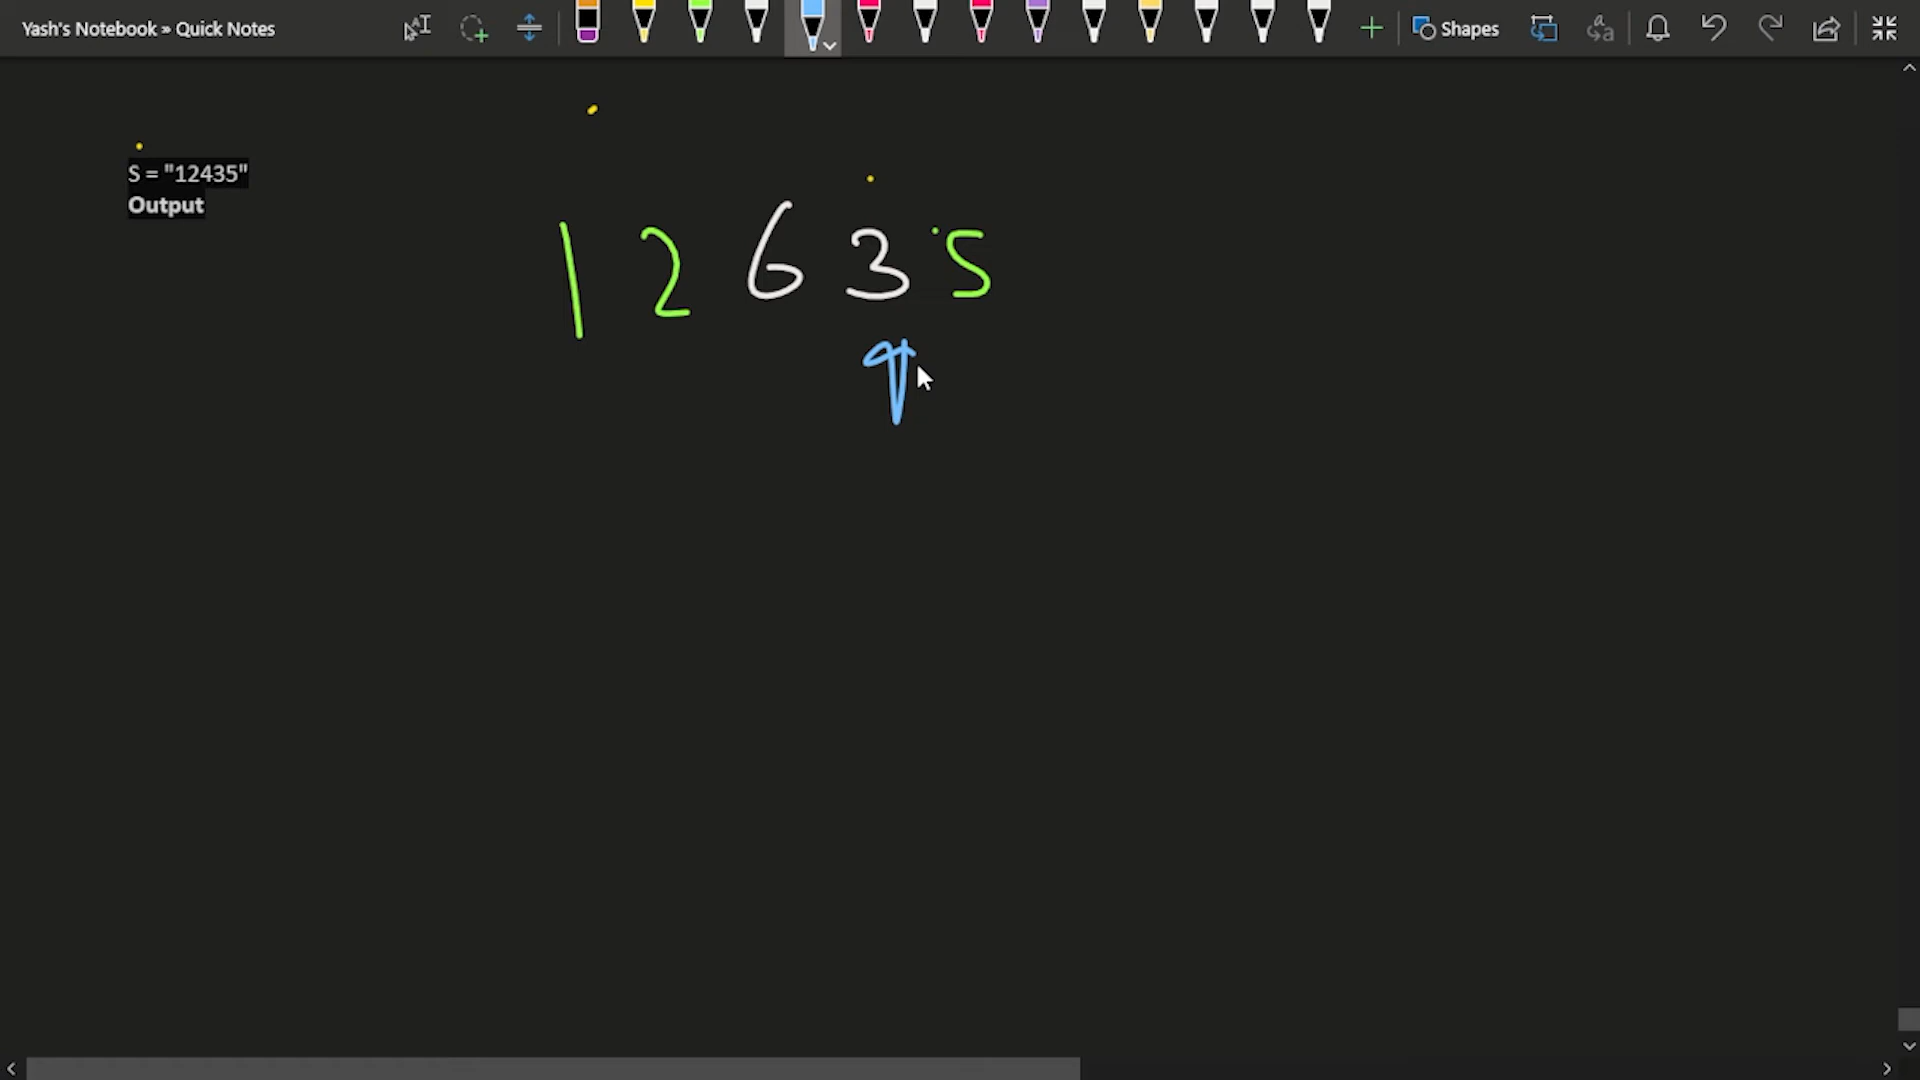 Yash's Notebook » Quick Notes
Shapes
S = "12435"
Output
1 2 6 3 5